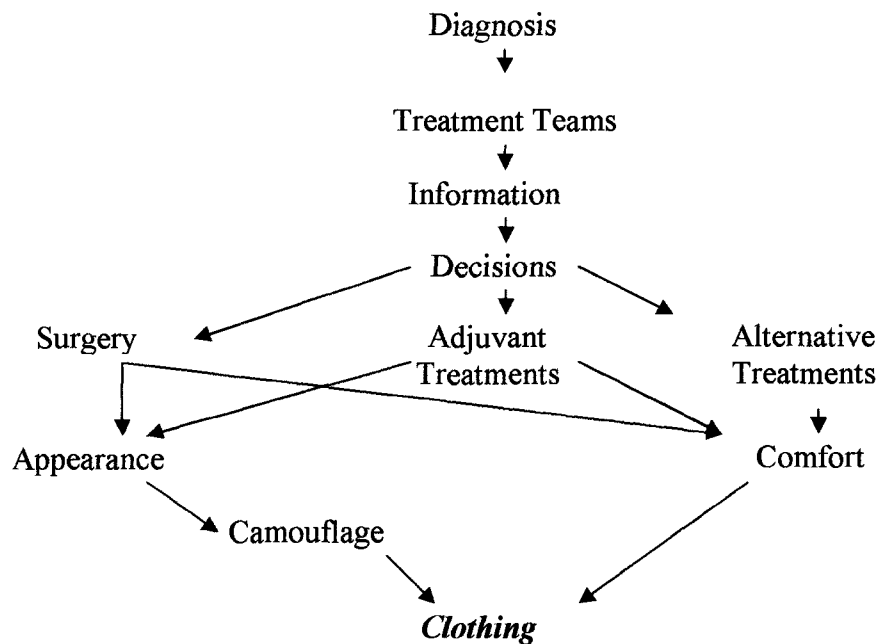 Diagnosis
Treatment Teams
Information
Decisions
Surgery
Adjuvant
Treatments
Alternative
Treatments
Appearance
Comfort
Camouflage
Clothing